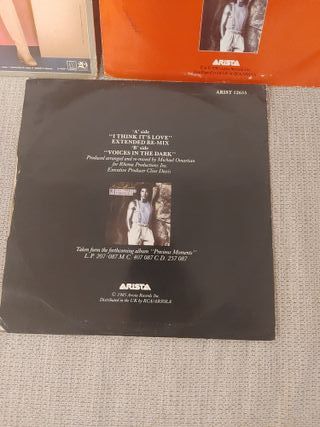 ARISTA
ARIST 12655
'A' side
"I THINK IT'S LOVE"
EXTENDED RE-MIX
'B' side
"VOICES IN THE DARK"
Produced arranged and re-mixed by Michael Omartian
for Rhema Productions Inc.
Executive Producer Clive Davis
Taken form the forthcoming album "Precious Moments"
L.P. 207·087 M.C. 407 087 C.D. 257 087
ARISTA
© 1985 Arista Records Inc.
Distributed in the UK by RCA/ARIOLA